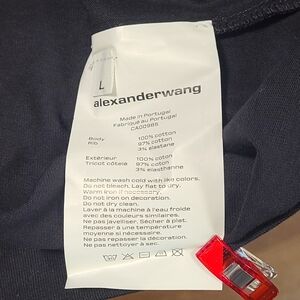 L
alexanderwang
Made in Portugal
Fabriqué au Portugal
CA00985
Body 100% cotton
Rib 97% cotton
3% elastane
Extérieur 100% coton
Tricot côtelé 97% coton
3% élasthanne
Machine wash cold with like colors.
Do not bleach. Lay flat to dry.
Warm iron if necessary.
Do not iron on decoration.
Do not dry clean.
Laver à la machine à eau froide
avec des couleurs similaires.
Ne pas javelliser. Sécher à plat.
Repasser à une température
moyenne si nécessaire.
Ne pas repasser la décoration.
Ne pas nettoyer à sec.